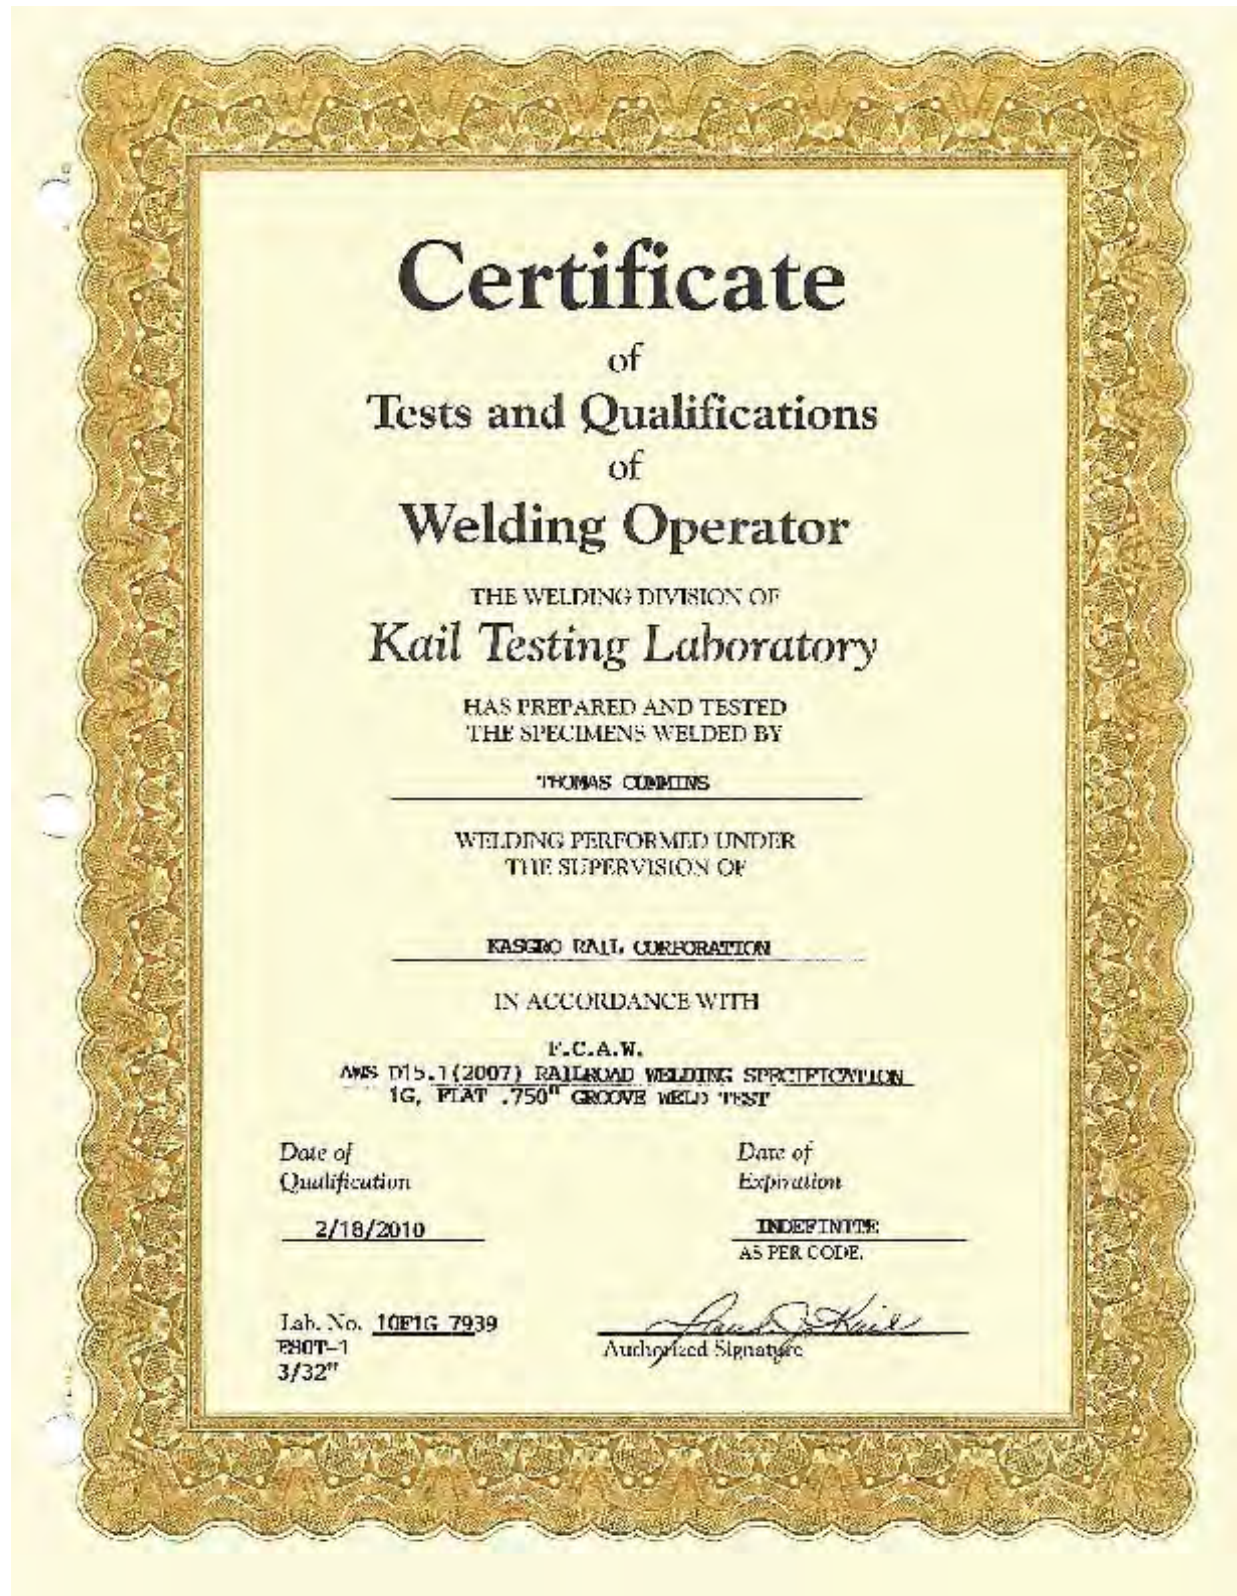 Certificate
of
Tests and Qualifications
of
Welding Operator
THE WELDING DIVISION OF
Kail Testing Laboratory
HAS PREPARED AND TESTED
THE SPECIMENS WELDED BY
THOMAS CUMMINS
WELDING PERFORMED UNDER
THE SUPERVISION OF
KASGRO RAIL CORPORATION
IN ACCORDANCE WITH
F.C.A.W.
AWS D15.1(2007) RAILROAD WELDING SPECIFICATION
1G, FLAT .750" GROOVE WELD TEST
Date of Date of
Qualification Expiration
2/18/2010 INDEFINITE
AS PER CODE.
Lab. No. 10F1G 7939
E80T-1 Authorized Signature
3/32"